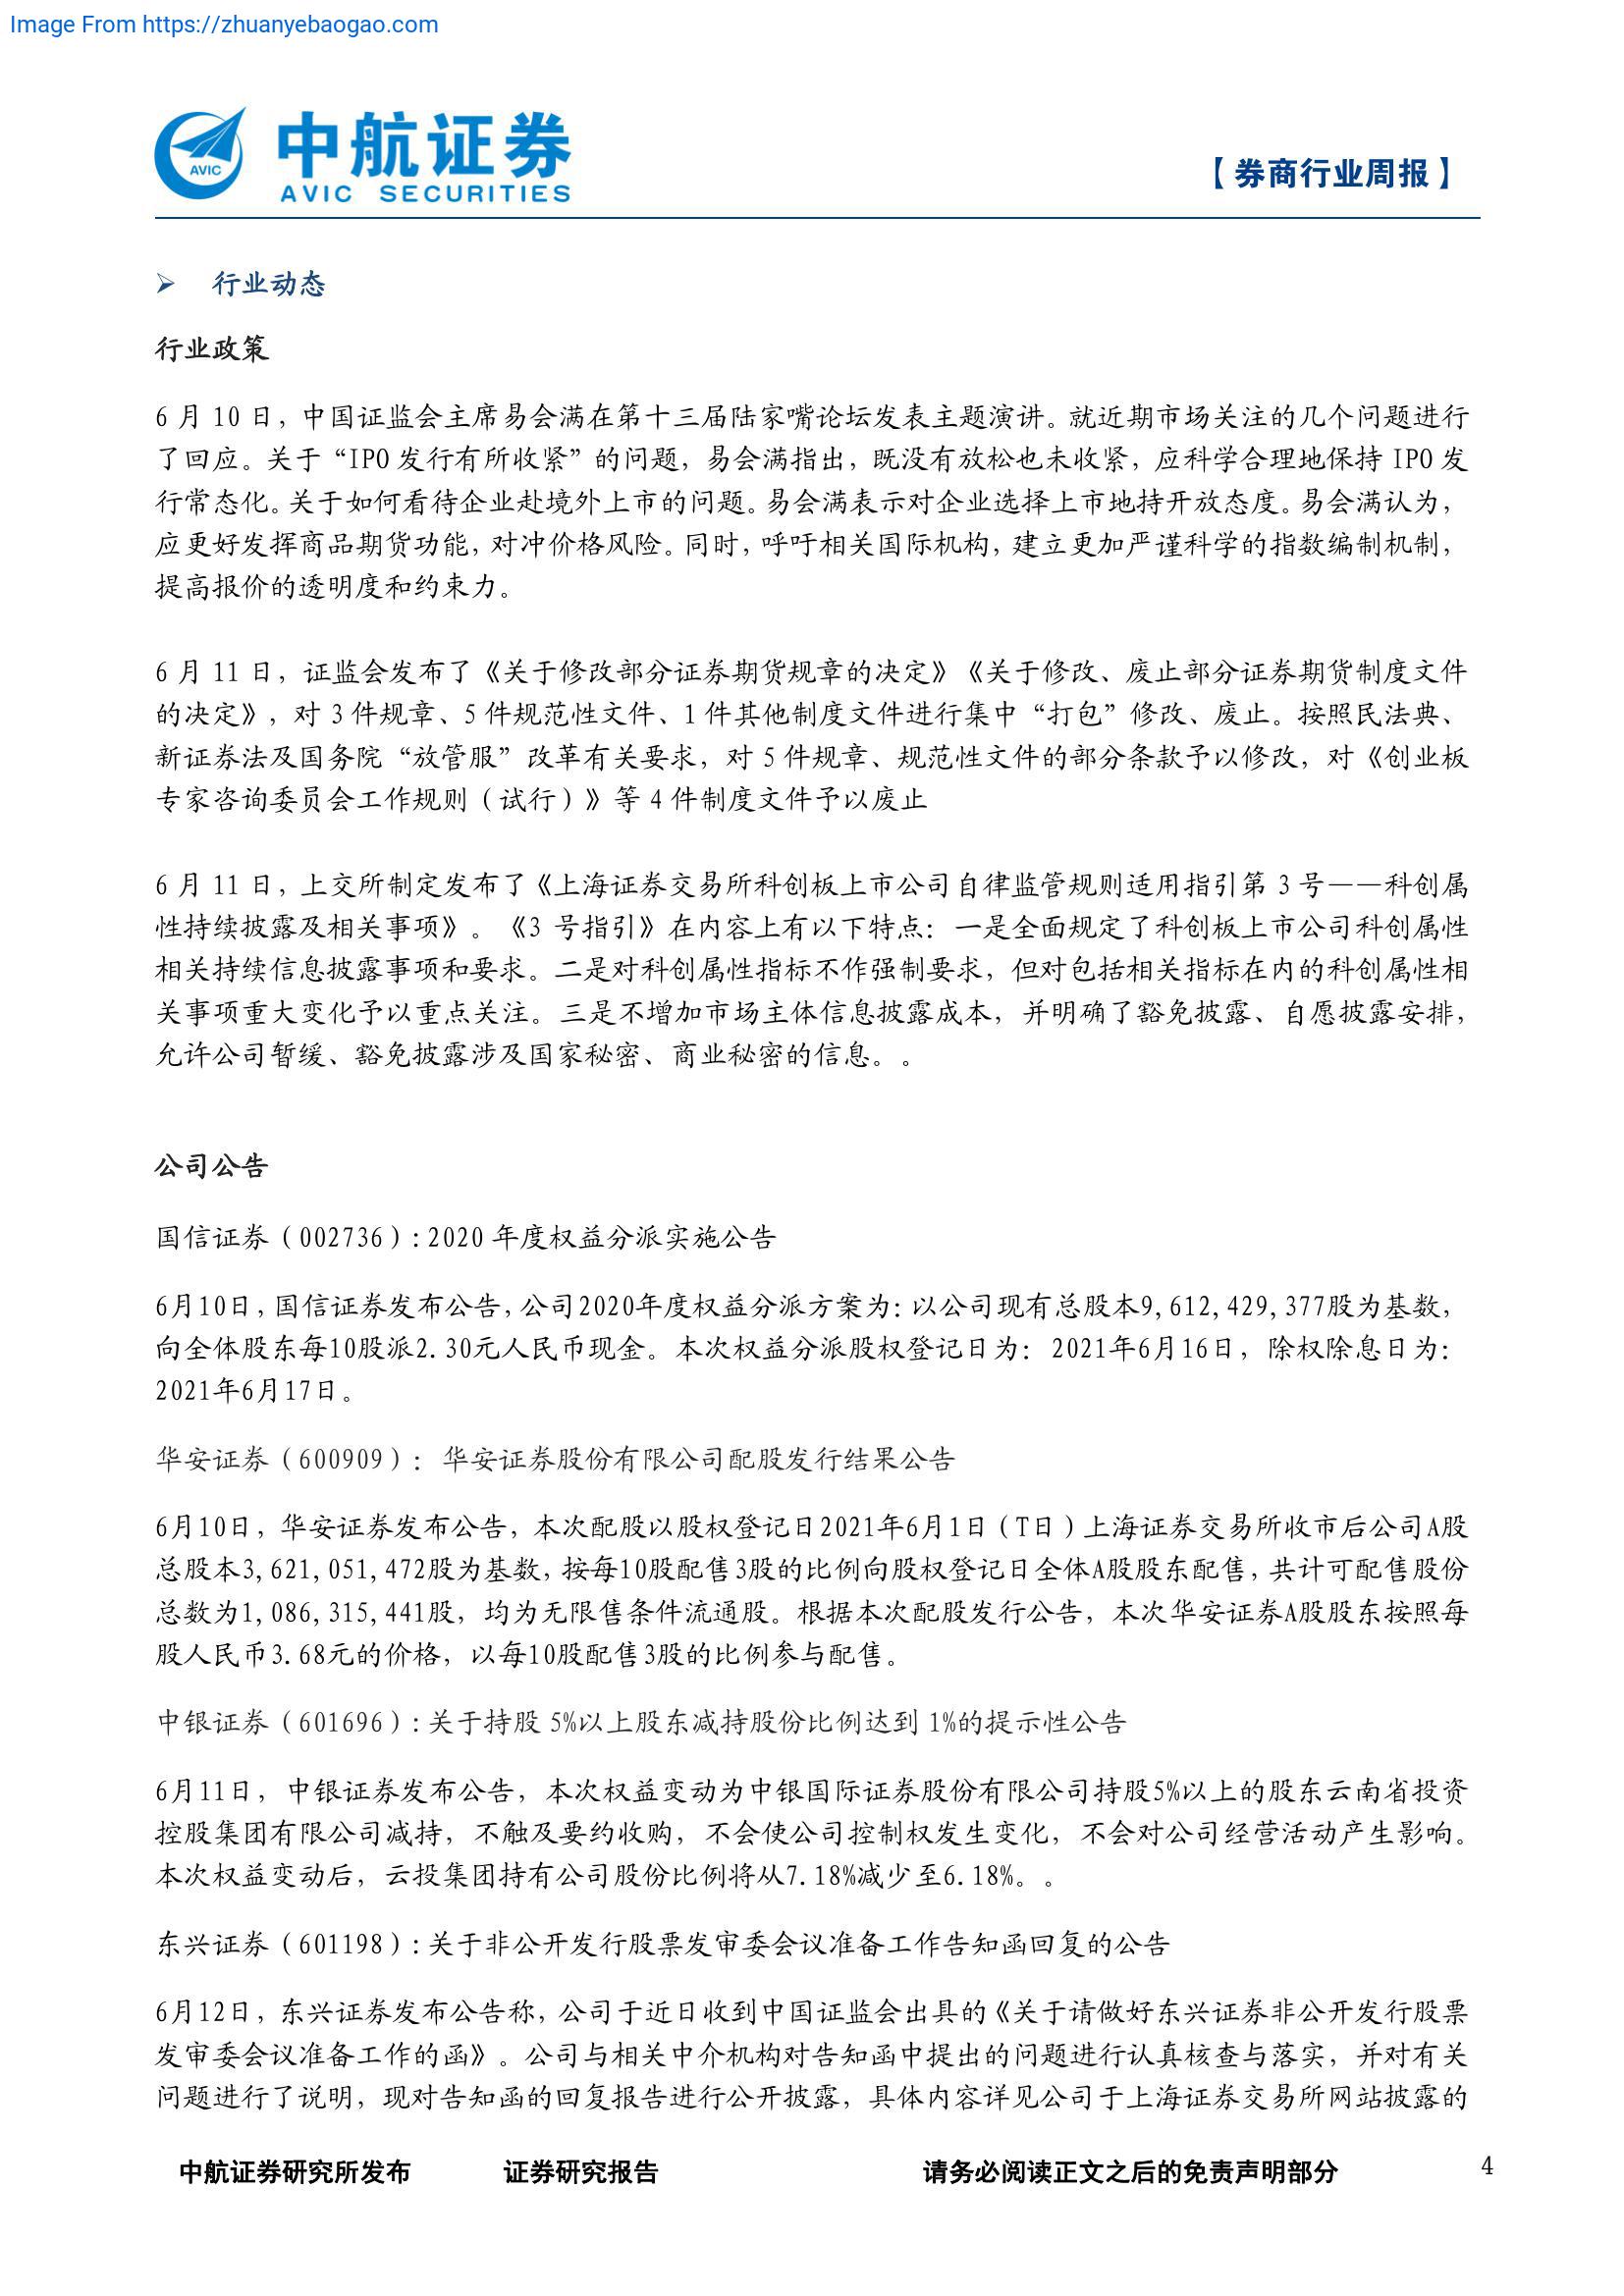 Image From https://zhuanyebaogao.com
AVIC
中航证券
AVIC SECURITIES
【券商行业周报】
行业动态
行业政策
6 月 10 日，中国证监会主席易会满在第十三届陆家嘴论坛发表主题演讲。就近期市场关注的几个问题进行
了回应。关于“IPO 发行有所收紧”的问题，易会满指出，既没有放松也未收紧，应科学合理地保持 IPO 发
行常态化。关于如何看待企业赴境外上市的问题。易会满表示对企业选择上市地持开放态度。易会满认为，
应更好发挥商品期货功能，对冲价格风险。同时，呼吁相关国际机构，建立更加严谨科学的指数编制机制，
提高报价的透明度和约束力。
6 月 11 日，证监会发布了《关于修改部分证券期货规章的决定》《关于修改、废止部分证券期货制度文件
的决定》，对 3 件规章、5 件规范性文件、1 件其他制度文件进行集中“打包”修改、废止。按照民法典、
新证券法及国务院“放管服”改革有关要求，对 5 件规章、规范性文件的部分条款予以修改，对《创业板
专家咨询委员会工作规则（试行）》等 4 件制度文件予以废止
6 月 11 日，上交所制定发布了《上海证券交易所科创板上市公司自律监管规则适用指引第 3 号——科创属
性持续披露及相关事项》。《3 号指引》在内容上有以下特点：一是全面规定了科创板上市公司科创属性
相关持续信息披露事项和要求。二是对科创属性指标不作强制要求，但对包括相关指标在内的科创属性相
关事项重大变化予以重点关注。三是不增加市场主体信息披露成本，并明确了豁免披露、自愿披露安排，
允许公司暂缓、豁免披露涉及国家秘密、商业秘密的信息。。
公司公告
国信证券（002736）:2020 年度权益分派实施公告
6月10日，国信证券发布公告，公司2020年度权益分派方案为：以公司现有总股本9,612,429,377股为基数，
向全体股东每10股派2.30元人民币现金。本次权益分派股权登记日为：2021年6月16日，除权除息日为：
2021年6月17日。
华安证券（600909）：华安证券股份有限公司配股发行结果公告
6月10日，华安证券发布公告，本次配股以股权登记日2021年6月1日（T日）上海证券交易所收市后公司A股
总股本3,621,051,472股为基数，按每10股配售3股的比例向股权登记日全体A股股东配售，共计可配售股份
总数为1,086,315,441股，均为无限售条件流通股。根据本次配股发行公告，本次华安证券A股股东按照每
股人民币3.68元的价格，以每10股配售3股的比例参与配售。
中银证券（601696）:关于持股 5%以上股东减持股份比例达到 1%的提示性公告
6月11日，中银证券发布公告，本次权益变动为中银国际证券股份有限公司持股5%以上的股东云南省投资
控股集团有限公司减持，不触及要约收购，不会使公司控制权发生变化，不会对公司经营活动产生影响。
本次权益变动后，云投集团持有公司股份比例将从7.18%减少至6.18%。。
东兴证券（601198）:关于非公开发行股票发审委会议准备工作告知函回复的公告
6月12日，东兴证券发布公告称，公司于近日收到中国证监会出具的《关于请做好东兴证券非公开发行股票
发审委会议准备工作的函》。公司与相关中介机构对告知函中提出的问题进行认真核查与落实，并对有关
问题进行了说明，现对告知函的回复报告进行公开披露，具体内容详见公司于上海证券交易所网站披露的
中航证券研究所发布 证券研究报告 请务必阅读正文之后的免责声明部分 4